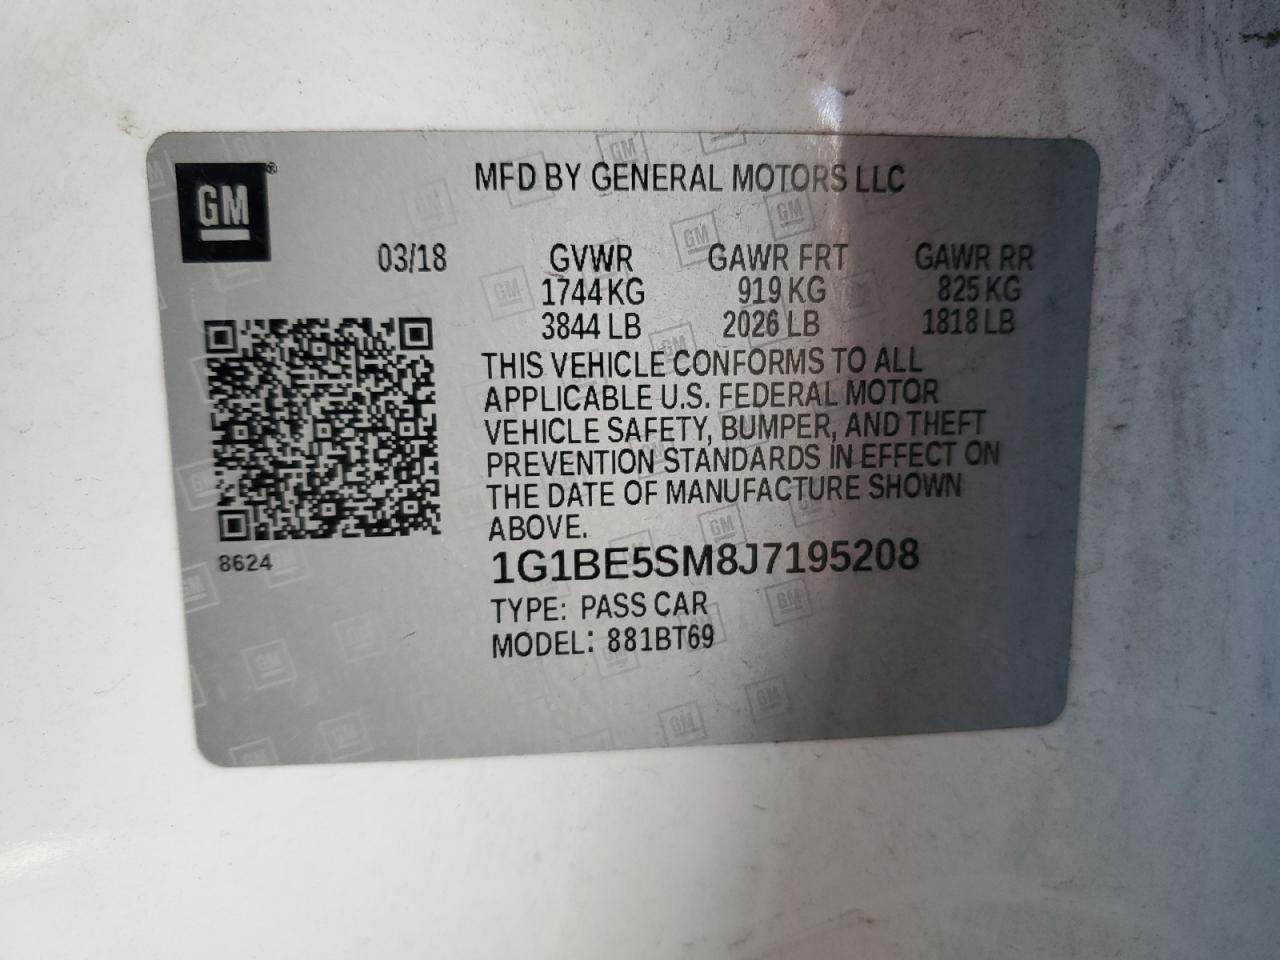 GM®
MFD BY GENERAL MOTORS LLC
03/18 GVWR GAWR FRT GAWR RR
1744 KG 919 KG 825 KG
3844 LB 2026 LB 1818 LB
THIS VEHICLE CONFORMS TO ALL
APPLICABLE U.S. FEDERAL MOTOR
VEHICLE SAFETY, BUMPER, AND THEFT
PREVENTION STANDARDS IN EFFECT ON
THE DATE OF MANUFACTURE SHOWN
ABOVE.
8624
1G1BE5SM8J7195208
TYPE: PASS CAR
MODEL: 881BT69